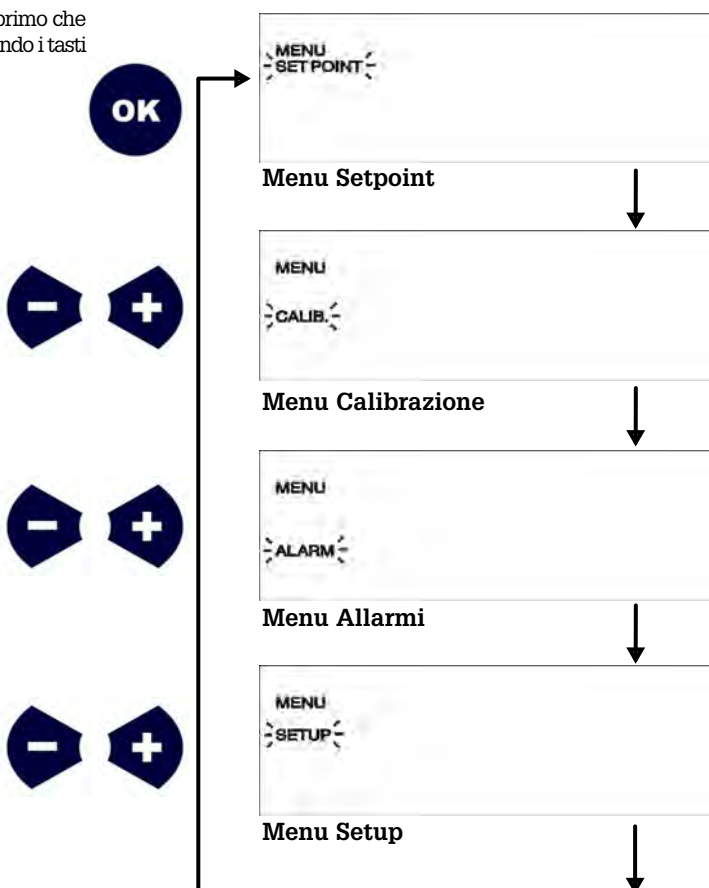 primo che
ndo i tasti
OK
MENU
SET POINT
Menu Setpoint
- +
MENU
CALIB.
Menu Calibrazione
- +
MENU
ALARM
Menu Allarmi
- +
MENU
SETUP
Menu Setup